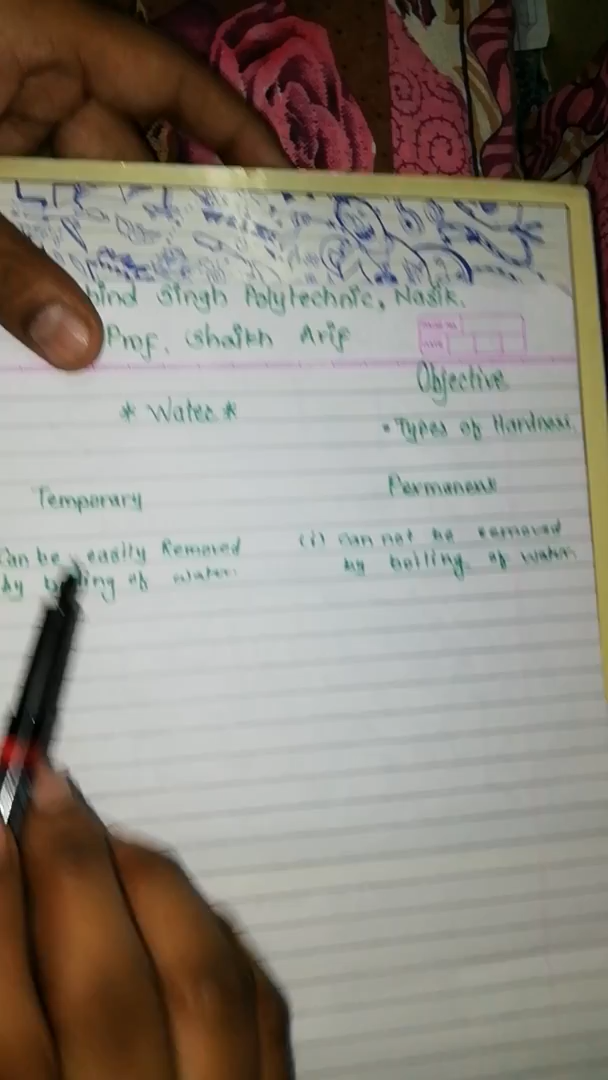 hind Singh Polytechnic, Nasik.
Prof. Shaikh Arif
Objective
* Water *
• Types of Hardness
Temporary
Permanent
Can be easily Removed
by boiling of water.
(i) can not be removed
by boiling of water.